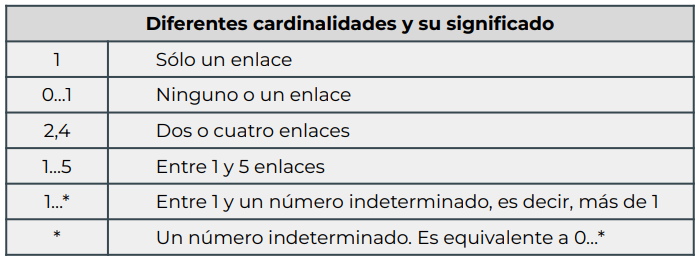 Diferentes cardinalidades y su significado
1 Sólo un enlace
0...1 Ninguno o un enlace
2,4 Dos o cuatro enlaces
1...5 Entre 1 y 5 enlaces
1...* Entre 1 y un número indeterminado, es decir, más de 1
* Un número indeterminado. Es equivalente a 0...*